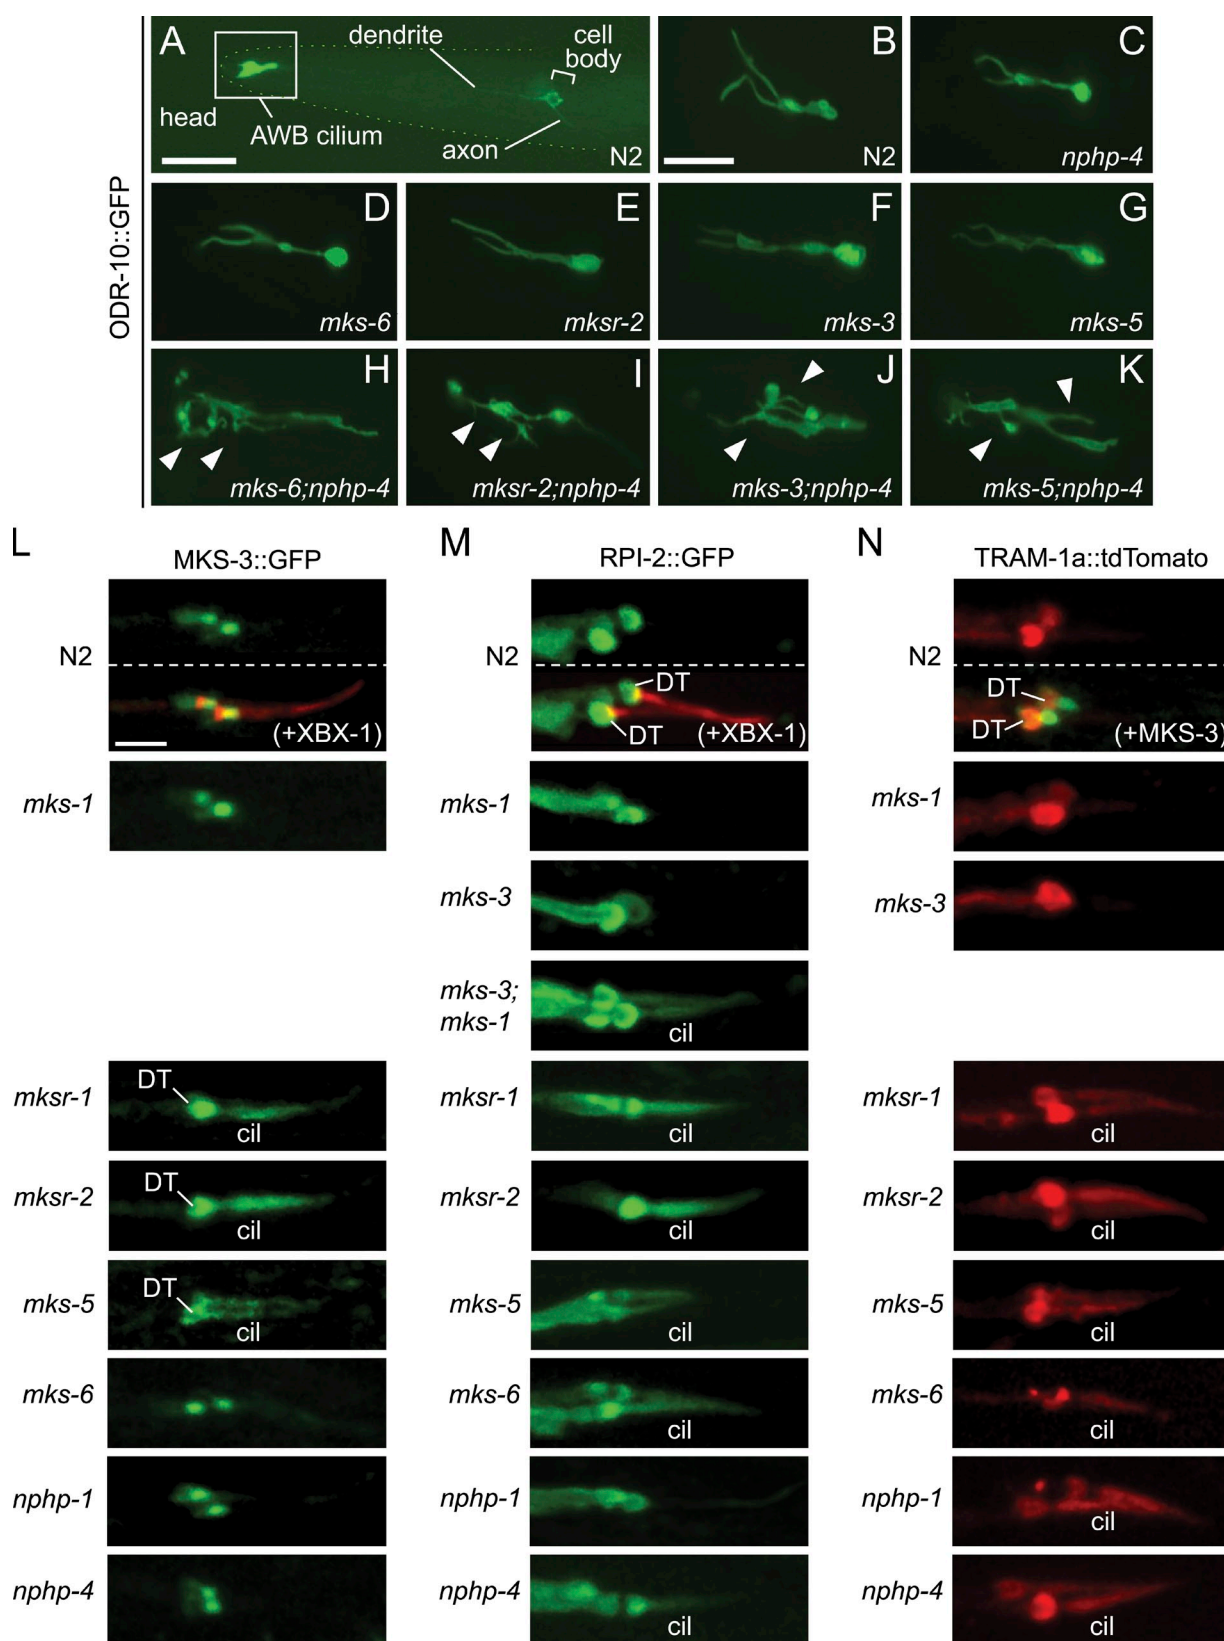 ODR-10::GFP
A
dendrite
cell
body
head
AWB cilium
axon
N2
B
N2
C
nphp-4
D
mks-6
E
mksr-2
F
mks-3
G
mks-5
H
mks-6;nphp-4
I
mksr-2;nphp-4
J
mks-3;nphp-4
K
mks-5;nphp-4
L
MKS-3::GFP
N2
(+XBX-1)
mks-1
mksr-1
DT
cil
mksr-2
DT
cil
mks-5
DT
cil
mks-6
nphp-1
nphp-4
M
RPI-2::GFP
N2
DT
DT
(+XBX-1)
mks-1
mks-3
mks-3;
mks-1
cil
mksr-1
cil
mksr-2
cil
mks-5
cil
mks-6
cil
nphp-1
nphp-4
cil
N
TRAM-1a::tdTomato
N2
DT
DT
(+MKS-3)
mks-1
mks-3
mksr-1
cil
mksr-2
cil
mks-5
cil
mks-6
cil
nphp-1
cil
nphp-4
cil